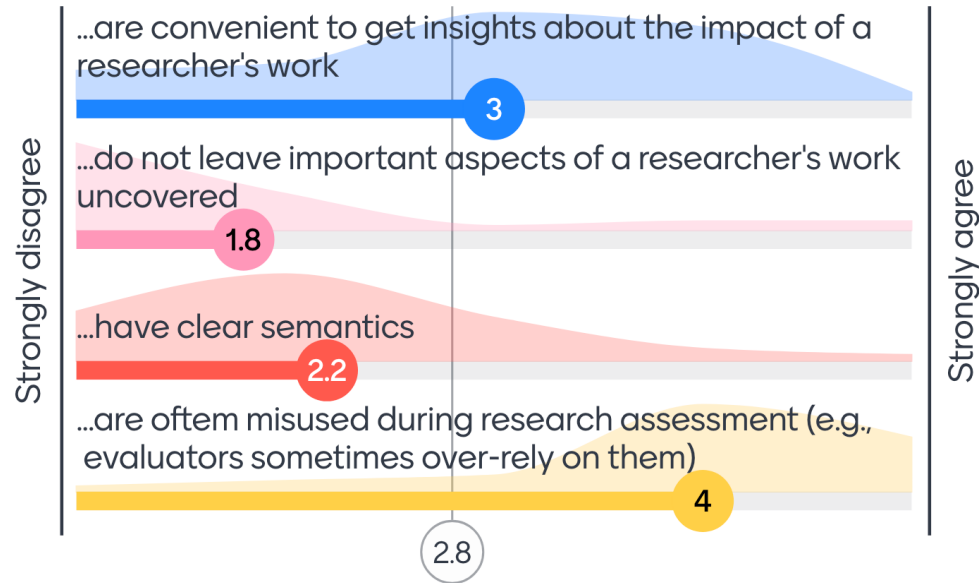 ...are convenient to get insights about the impact of a
researcher's work
3
...do not leave important aspects of a researcher's work
uncovered
1.8
...have clear semantics
2.2
...are oftem misused during research assessment (e.g.,
evaluators sometimes over-rely on them)
4
2.8
Strongly disagree
Strongly agree